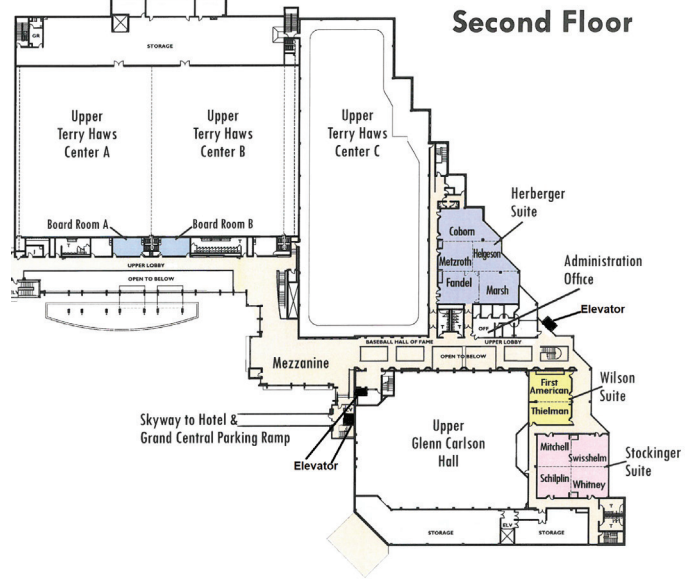 Second Floor
GR
STORAGE
Upper
Terry Haws
Center A
Upper
Terry Haws
Center B
Upper
Terry Haws
Center C
Board Room A
Board Room B
Herberger
Suite
Coborn
Helgeson
Metzroth
Fandel
Marsh
Administration
Office
T
T
UPPER LOBBY
OPEN TO BELOW
T
T
OFF
Elevator
BASEBALL HALL OF FAME
UPPER LOBBY
OPEN TO BELOW
Mezzanine
First
American
Thielman
Wilson
Suite
Skyway to Hotel &
Grand Central Parking Ramp
Elevator
Upper
Glenn Carlson
Hall
Mitchell
Swisshelm
Schilplin
Whitney
Stockinger
Suite
STORAGE
ELV
STORAGE
T
T